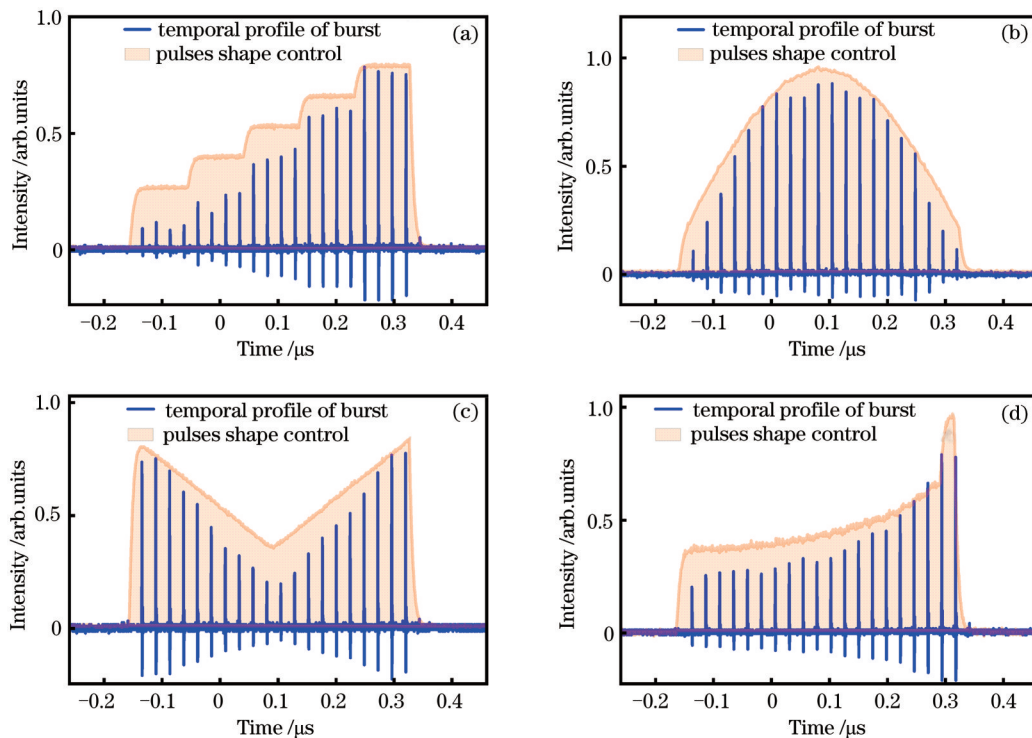 temporal profile of burst
pulses shape control
(a)
Intensity /arb.units
1.0
0.5
0
−0.2 −0.1 0 0.1 0.2 0.3 0.4
Time /μs
temporal profile of burst
pulses shape control
(b)
Intensity /arb.units
1.0
0.5
0
−0.2 −0.1 0 0.1 0.2 0.3 0.4
Time /μs
temporal profile of burst
pulses shape control
(c)
Intensity /arb.units
1.0
0.5
0
−0.2 −0.1 0 0.1 0.2 0.3 0.4
Time /μs
temporal profile of burst
pulses shape control
(d)
Intensity /arb.units
1.0
0.5
0
−0.2 −0.1 0 0.1 0.2 0.3 0.4
Time /μs